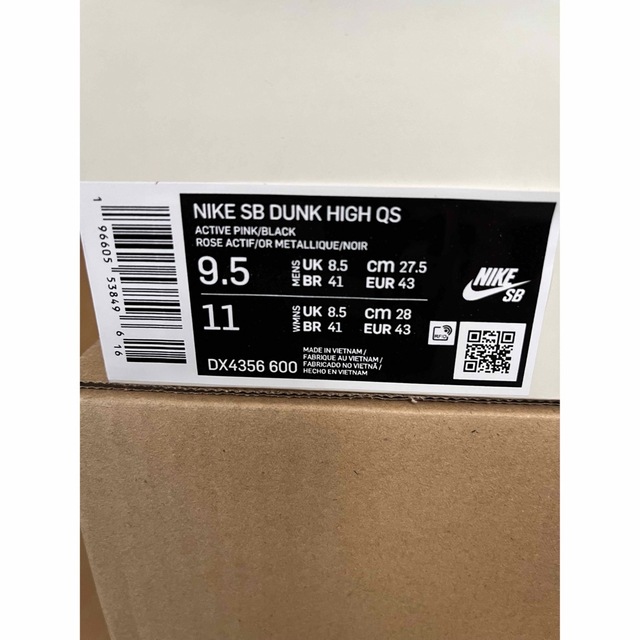 NIKE SB DUNK HIGH QS
ACTIVE PINK/BLACK
ROSE ACTIF/OR METALLIQUE/NOIR
9.5 MENS UK 8.5 cm 27.5
BR 41 EUR 43
11 WMNS UK 8.5 cm 28
BR 41 EUR 43
DX4356 600
MADE IN VIETNAM /
FABRIQUE AU VIETNAM /
FABRICADO NO VIETNÃ /
HECHO EN VIETNAM
NIKE
SB
RFID
1 96605 53849 6 16